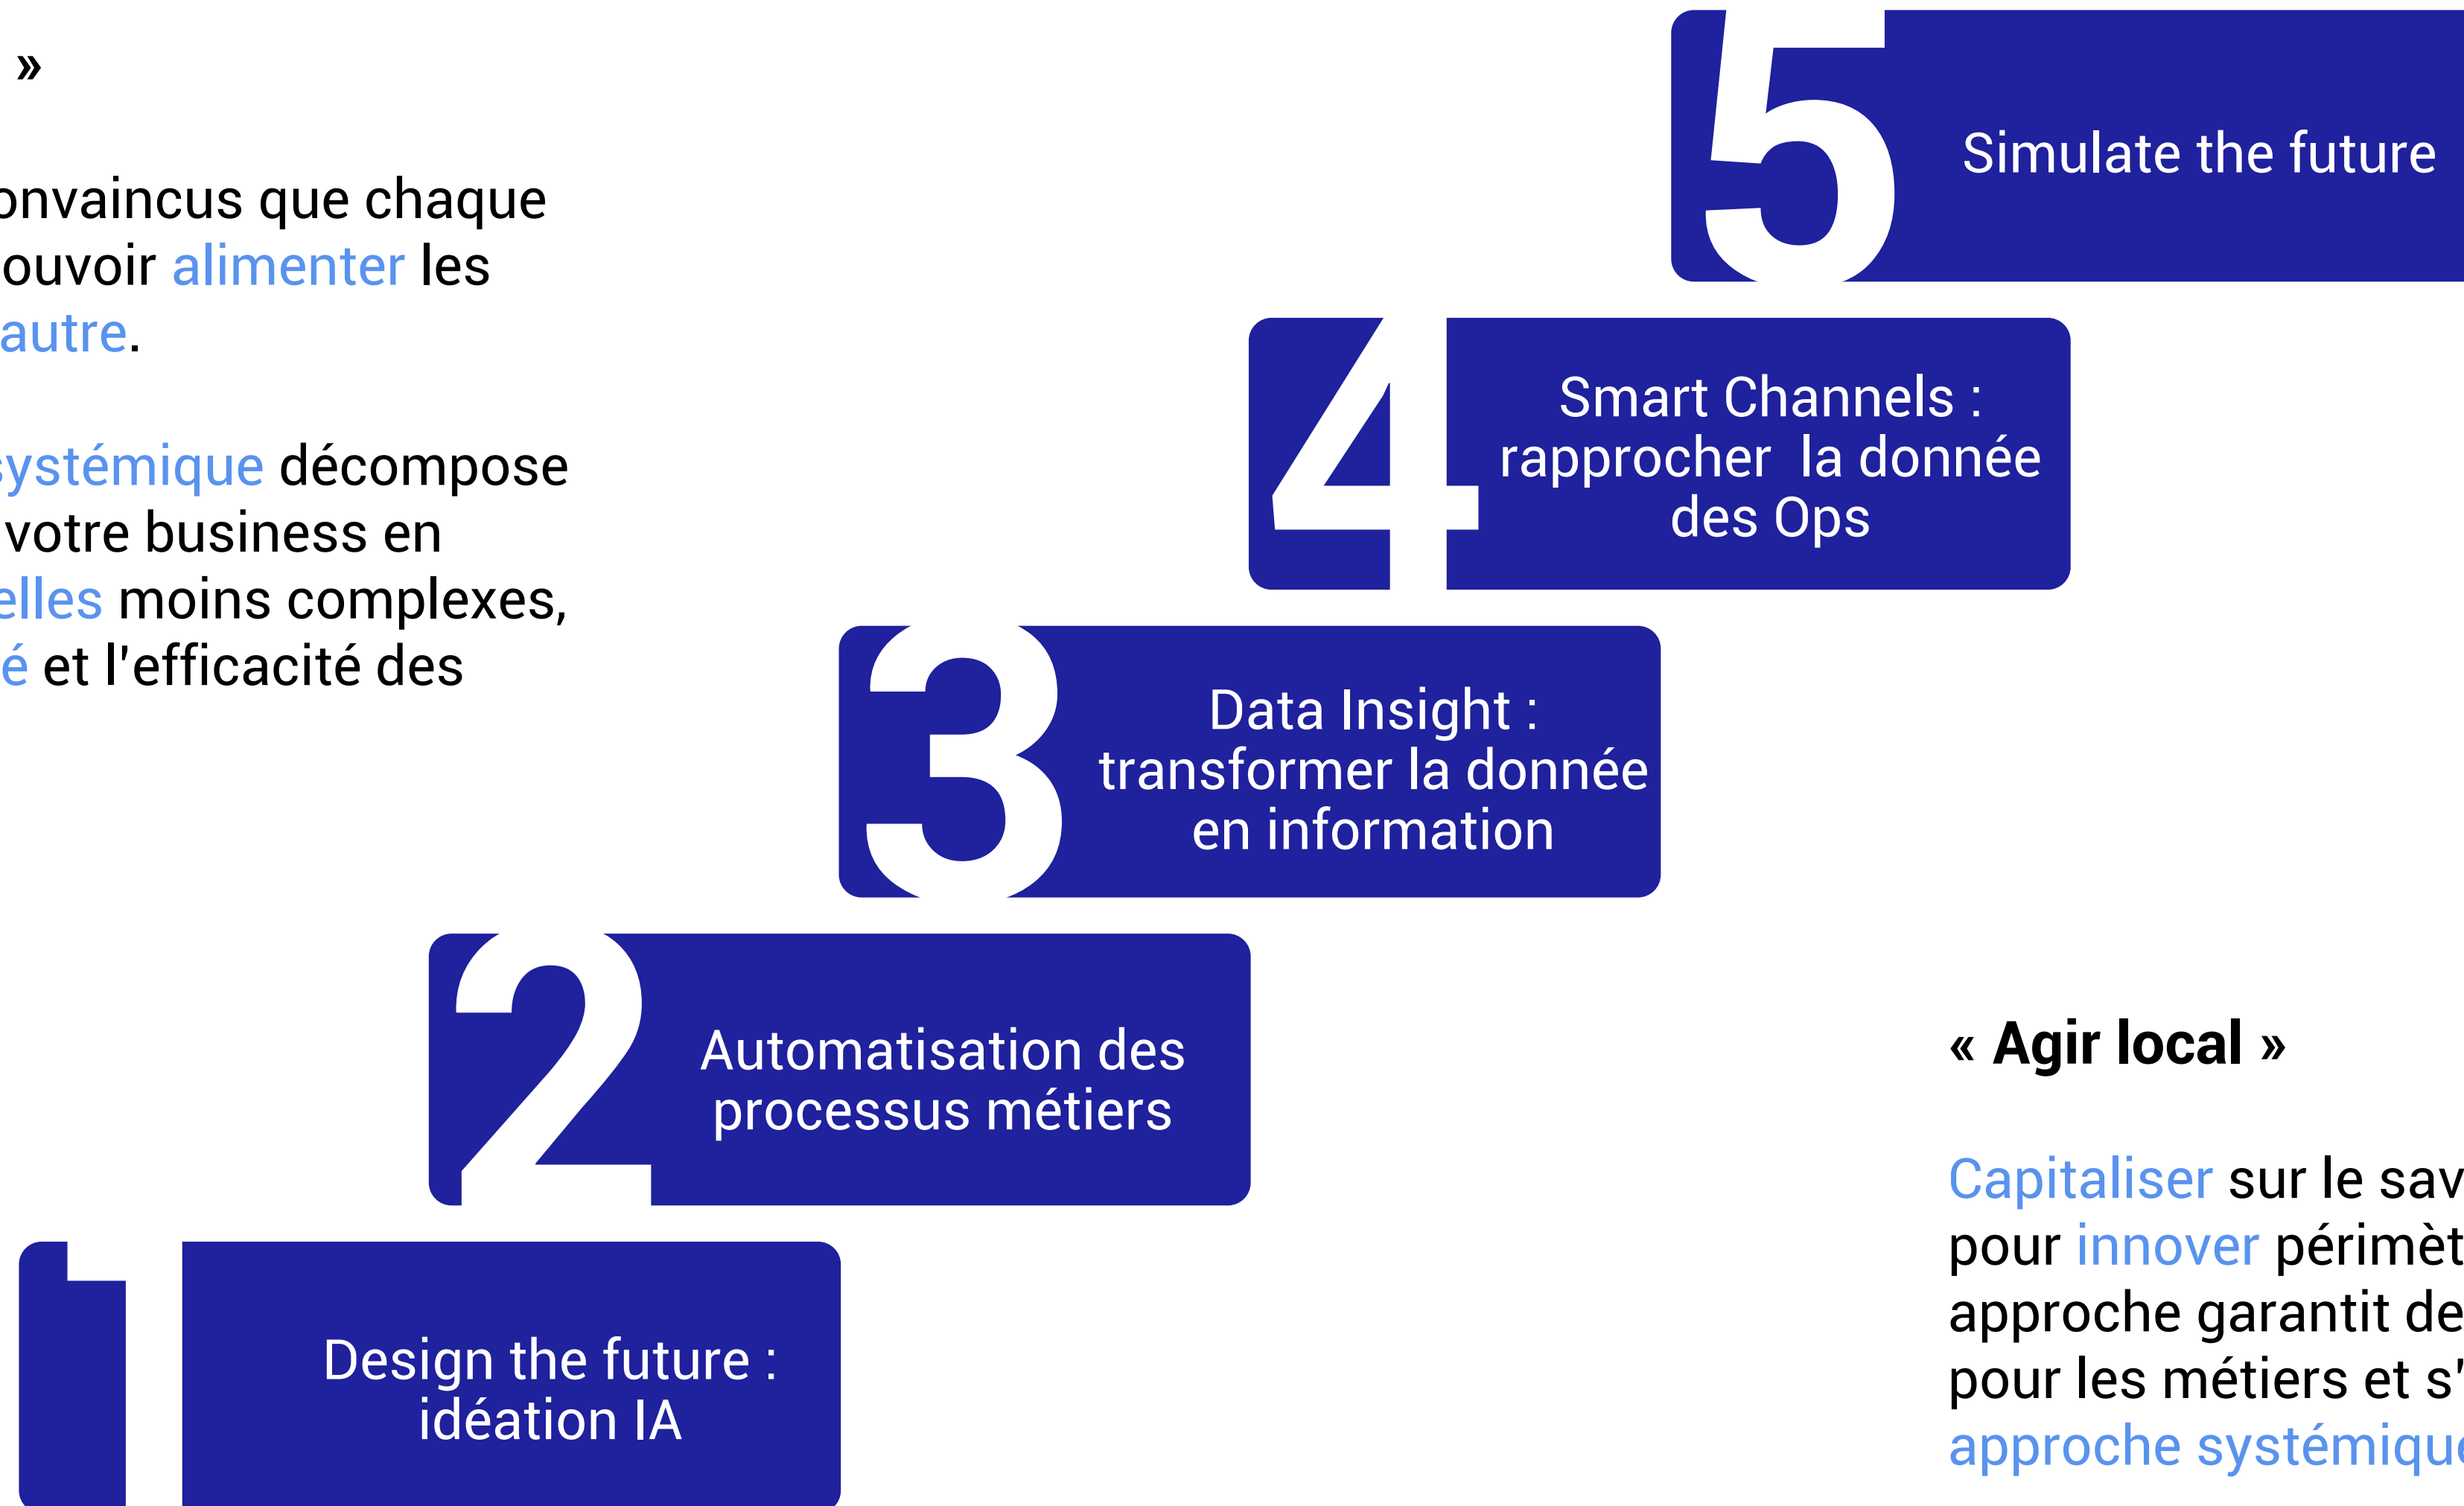 »
onvaincus que chaque
ouvoir alimenter les
autre.
systémique décompose
votre business en
elles moins complexes,
é et l'efficacité des
5
Simulate the future
4
Smart Channels :
rapprocher  la donnée
des Ops
3
Data Insight :
transformer la donnée
en information
2
Automatisation des
processus métiers
1
Design the future :
idéation IA
« Agir local »
Capitaliser sur le sav
pour innover périmèt
approche garantit de
pour les métiers et s'
approche systémique